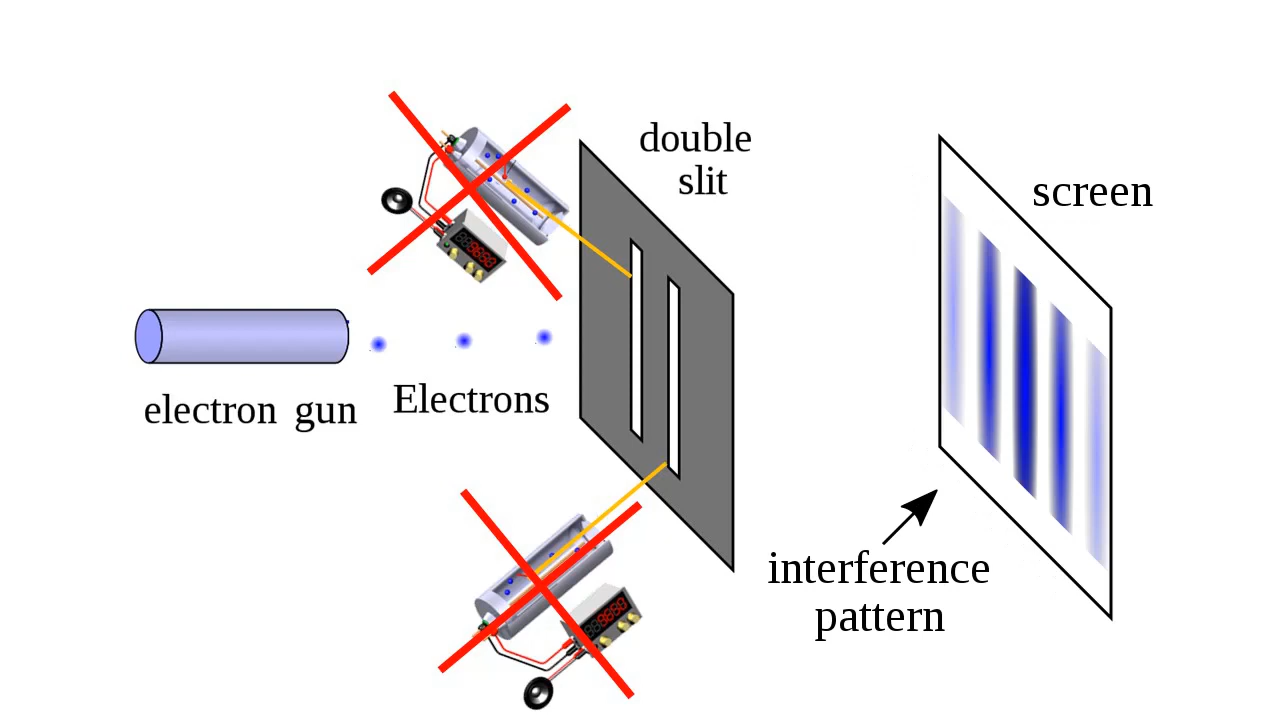 double
slit
screen
electron gun
Electrons
interference
pattern